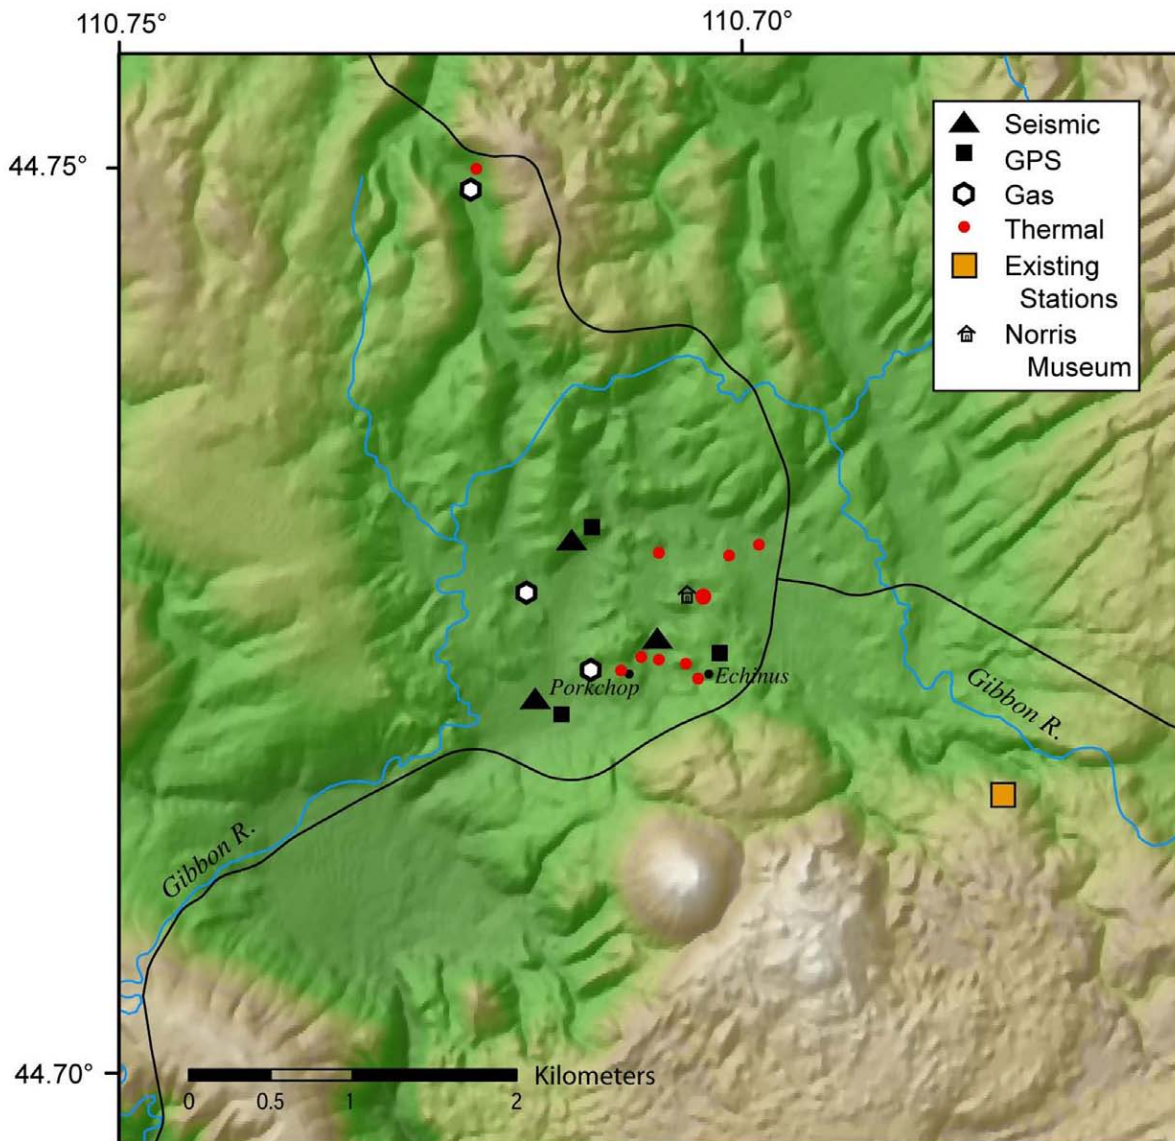 110.75°
110.70°
44.75°
Seismic
GPS
Gas
Thermal
Existing
Stations
Norris
Museum
Porkchop
Echinus
Gibbon R.
Gibbon R.
44.70°
Kilometers
0 0.5 1 2